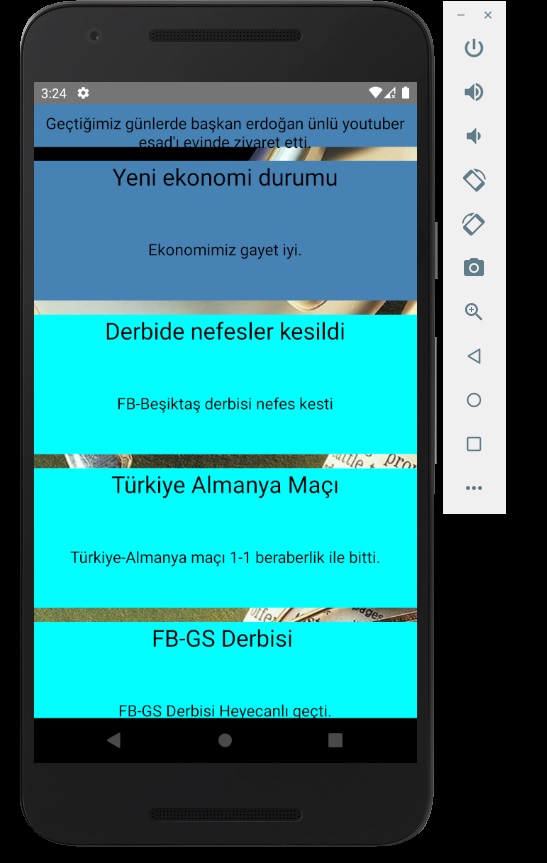 3:24
Geçtiğimiz günlerde başkan erdoğan ünlü youtuber
esad'ı evinde ziyaret etti.
Yeni ekonomi durumu
Ekonomimiz gayet iyi.
Derbide nefesler kesildi
FB-Beşiktaş derbisi nefes kesti
Türkiye Almanya Maçı
Türkiye-Almanya maçı 1-1 beraberlik ile bitti.
FB-GS Derbisi
FB-GS Derbisi Heyecanlı geçti.